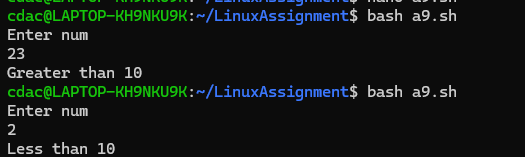 cdac@LAPTOP-KH9NKU9K:~/LinuxAssignment$ bash a9.sh
Enter num
23
Greater than 10
cdac@LAPTOP-KH9NKU9K:~/LinuxAssignment$ bash a9.sh
Enter num
2
Less than 10